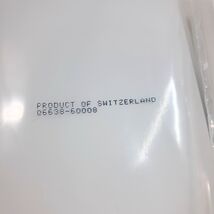 PRODUCT OF SWITZERLAND
06638-60008